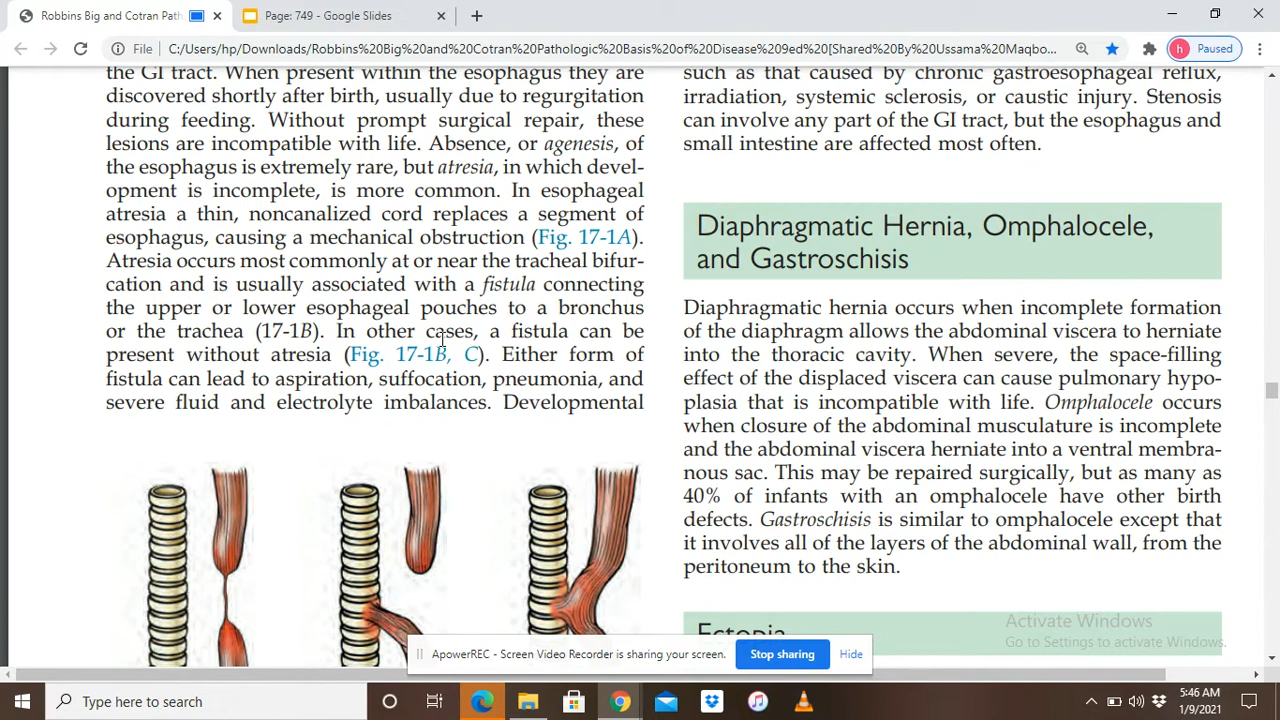 Robbins Big and Cotran Path
Page: 749 - Google Slides
File
C:/Users/hp/Downloads/Robbins%20Big%20and%20Cotran%20Pathologic%20Basis%20of%20Disease%209ed%20[Shared%20By%20Ussama%20Maqbo...
h
Paused
the GI tract. When present within the esophagus they are
discovered shortly after birth, usually due to regurgitation
during feeding. Without prompt surgical repair, these
lesions are incompatible with life. Absence, or agenesis, of
the esophagus is extremely rare, but atresia, in which devel-
opment is incomplete, is more common. In esophageal
atresia a thin, noncanalized cord replaces a segment of
esophagus, causing a mechanical obstruction (Fig. 17-1A).
Atresia occurs most commonly at or near the tracheal bifur-
cation and is usually associated with a fistula connecting
the upper or lower esophageal pouches to a bronchus
or the trachea (17-1B). In other cases, a fistula can be
present without atresia (Fig. 17-1B, C). Either form of
fistula can lead to aspiration, suffocation, pneumonia, and
severe fluid and electrolyte imbalances. Developmental
such as that caused by chronic gastroesophageal reflux,
irradiation, systemic sclerosis, or caustic injury. Stenosis
can involve any part of the GI tract, but the esophagus and
small intestine are affected most often.
Diaphragmatic Hernia, Omphalocele,
and Gastroschisis
Diaphragmatic hernia occurs when incomplete formation
of the diaphragm allows the abdominal viscera to herniate
into the thoracic cavity. When severe, the space-filling
effect of the displaced viscera can cause pulmonary hypo-
plasia that is incompatible with life. Omphalocele occurs
when closure of the abdominal musculature is incomplete
and the abdominal viscera herniate into a ventral membra-
nous sac. This may be repaired surgically, but as many as
40% of infants with an omphalocele have other birth
defects. Gastroschisis is similar to omphalocele except that
it involves all of the layers of the abdominal wall, from the
peritoneum to the skin.
Ectopia
Activate Windows
Go to Settings to activate Windows.
ApowerREC - Screen Video Recorder is sharing your screen.
Stop sharing
Hide
Type here to search
5:46 AM
1/9/2021